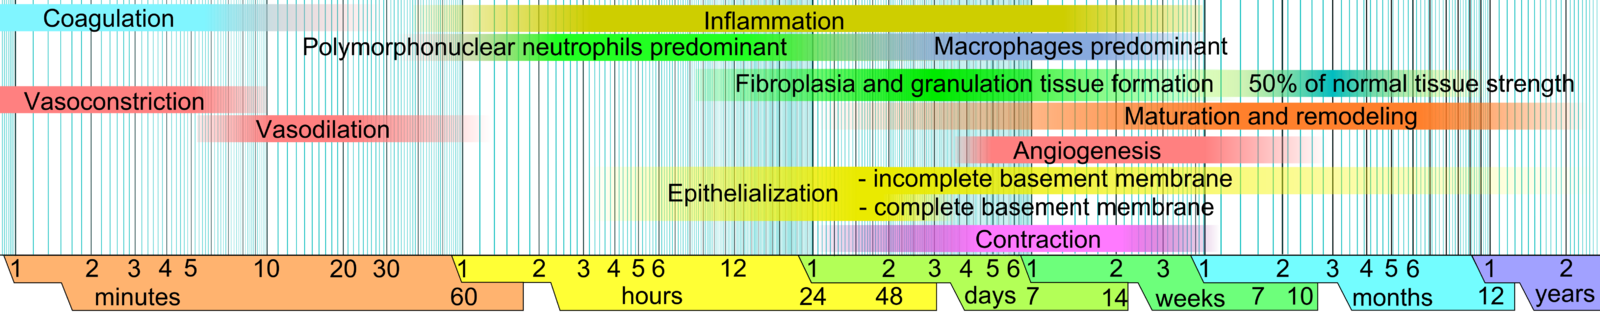 Coagulation
Inflammation
Polymorphonuclear neutrophils predominant
Macrophages predominant
Fibroplasia and granulation tissue formation
50% of normal tissue strength
Vasoconstriction
Maturation and remodeling
Vasodilation
Angiogenesis
Epithelialization
- incomplete basement membrane
- complete basement membrane
Contraction
1 2 3 4 5 10 20 30 1 2 3 4 5 6 12 1 2 3 4 5 6 1 2 3 1 2 3 4 5 6 1 2
minutes 60 hours 24 48 days 7 14 weeks 7 10 months 12 years